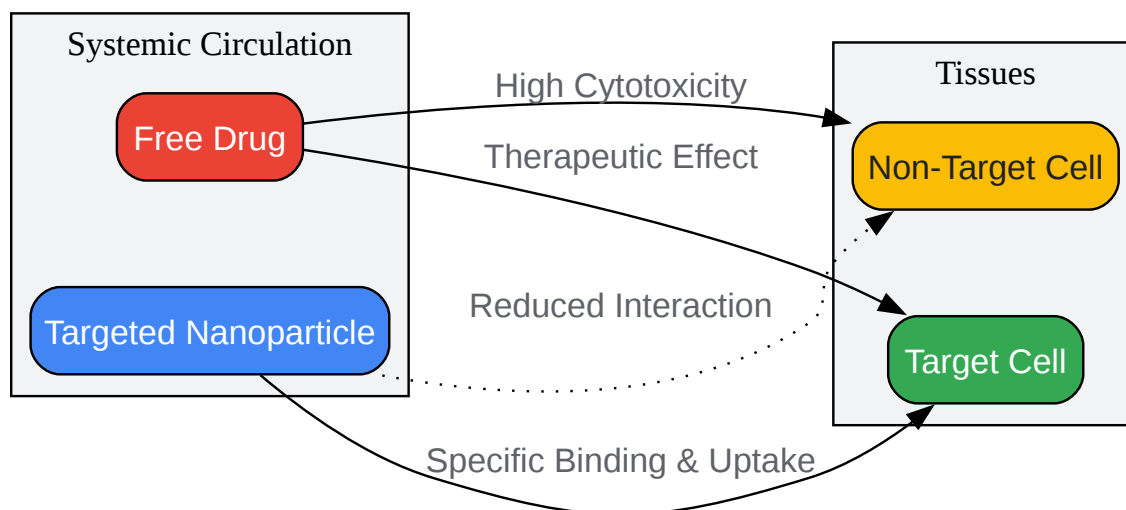 Systemic Circulation
Free Drug
Targeted Nanoparticle
High Cytotoxicity
Therapeutic Effect
Reduced Interaction
Specific Binding & Uptake
Tissues
Non-Target Cell
Target Cell